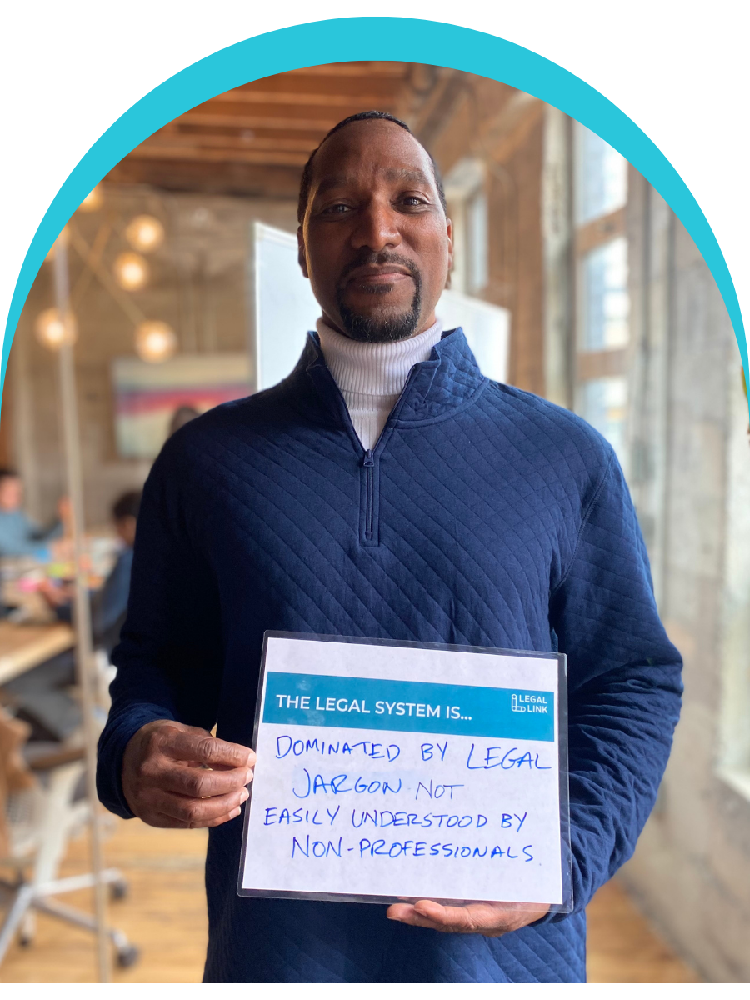 THE LEGAL SYSTEM IS...
LEGAL
LINK
DOMINATED BY LEGAL
JARGON NOT
EASILY UNDERSTOOD BY
NON-PROFESSIONALS.